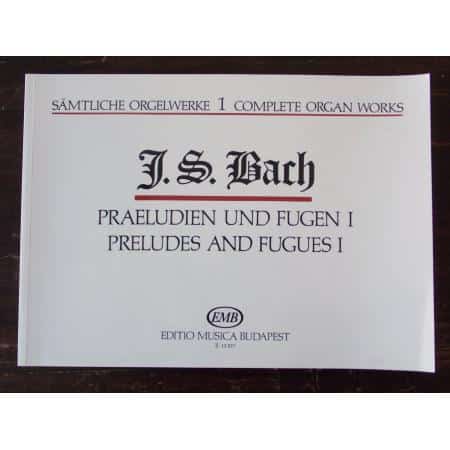 SÄMTLICHE ORGELWERKE 1 COMPLETE ORGAN WORKS
J. S. Bach
PRAELUDIEN UND FUGEN I
PRELUDES AND FUGUES I
EMB
EDITIO MUSICA BUDAPEST